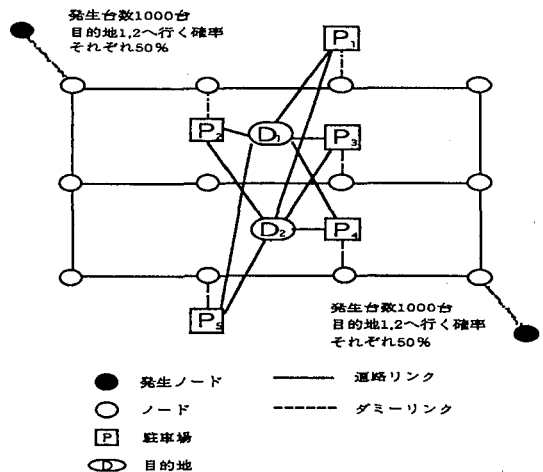 発生台数1000台
目的地1,2へ行く確率
それぞれ50%
P1
P2
D1
P3
D2
P4
P5
発生台数1000台
目的地1,2へ行く確率
それぞれ50%
発生ノード
道路リンク
ノード
ダミーリンク
P
駐車場
D
目的地